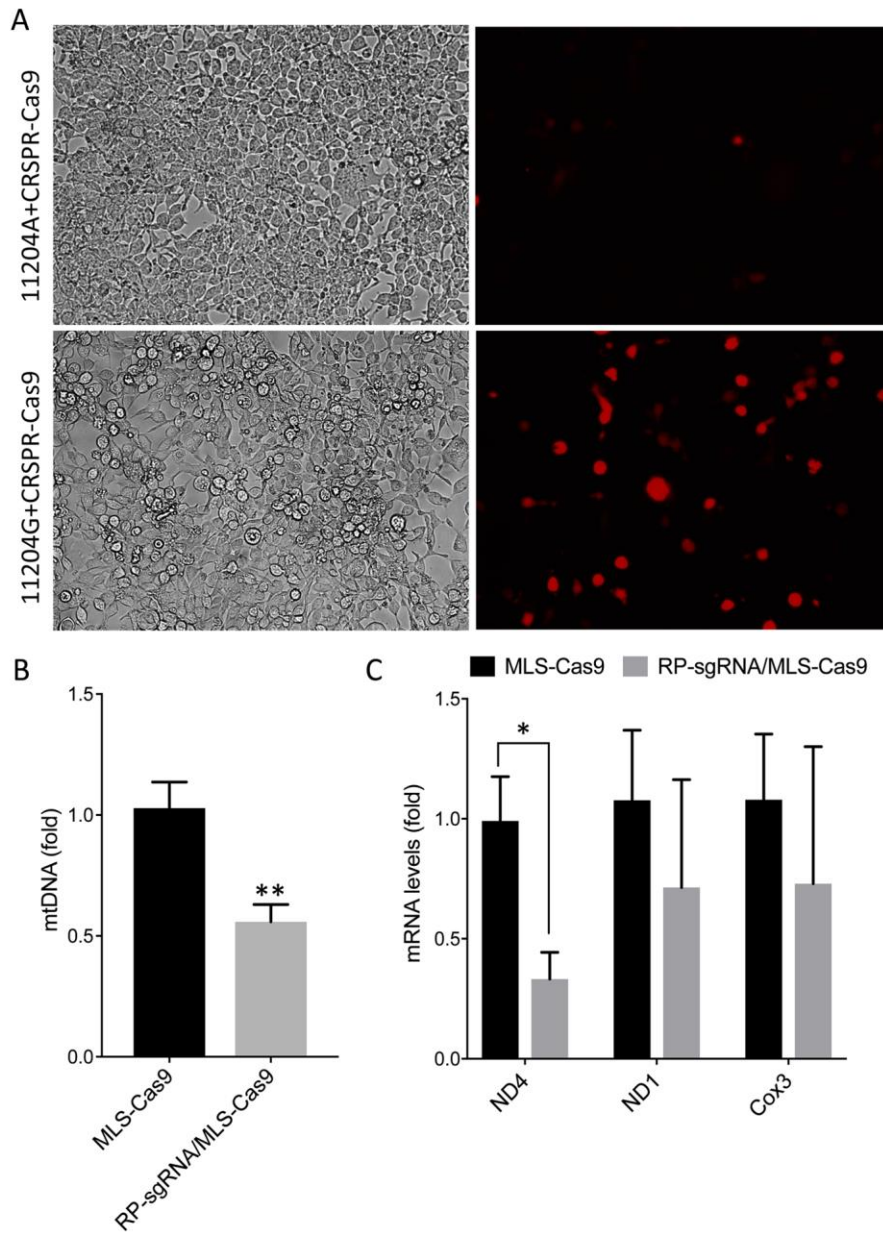 A
11204A+CRSPR-Cas9
11204G+CRSPR-Cas9
B
1.5
1.0
0.5
0.0
mtDNA (fold)
**
MLS-Cas9
RP-sgRNA/MLS-Cas9
C
MLS-Cas9 RP-sgRNA/MLS-Cas9
1.5
1.0
0.5
0.0
mRNA levels (fold)
*
ND4
ND1
Cox3